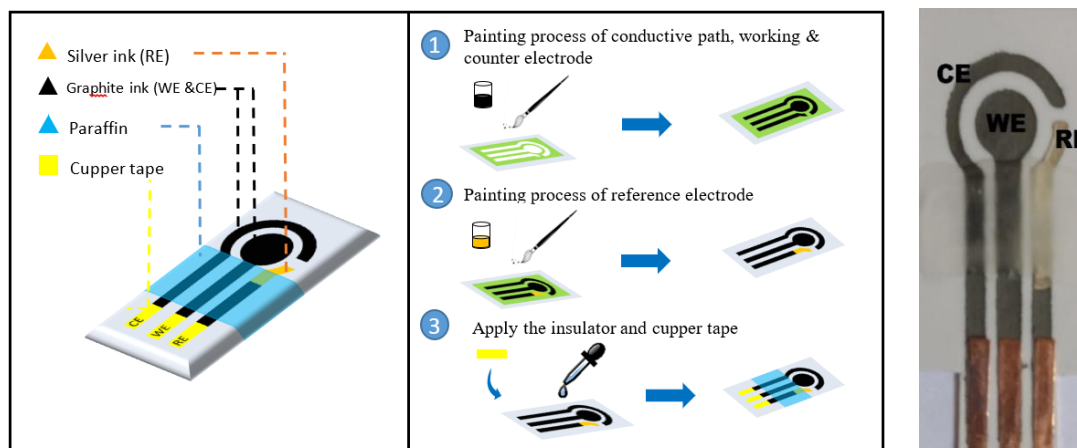 Silver ink (RE)
Graphite ink (WE &CE)
Paraffin
Cupper tape
CE
WE
RE
1
Painting process of conductive path, working &
counter electrode
2
Painting process of reference electrode
3
Apply the insulator and cupper tape
CE
WE